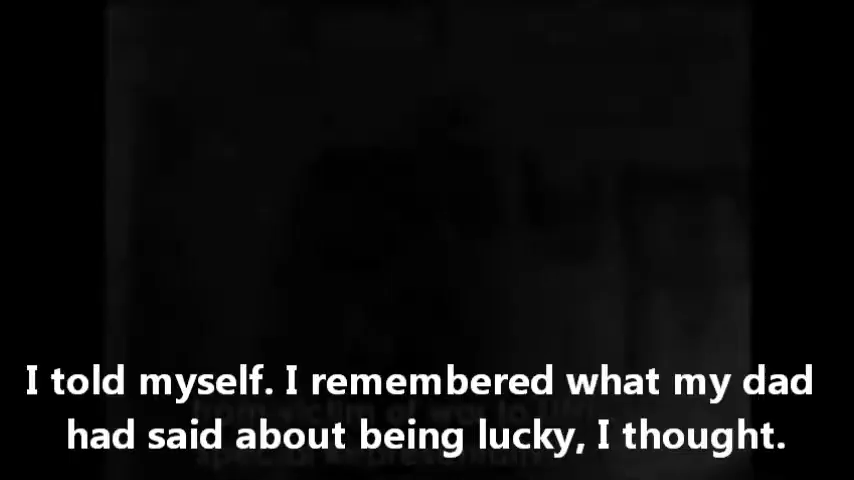 I told myself. I remembered what my dad
had said about being lucky, I thought.